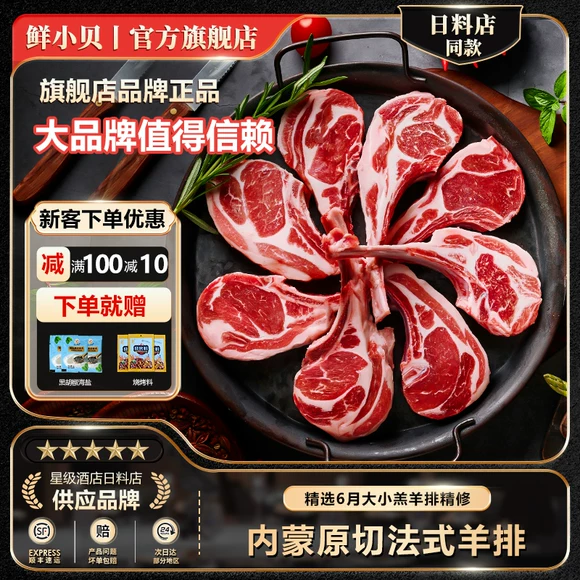 鲜小贝丨官方旗舰店
日料店
同款
旗舰店品牌正品
大品牌值得信赖
新客下单优惠
减 满100减10
下单就赠
黑胡椒海盐 烧烤料
星级酒店日料店
供应品牌
SF
EXPRESS
顺丰速运
赔
产品问题
坏单包赔
24
次日达
部分地区
精选6月大小羔羊排精修
内蒙原切法式羊排